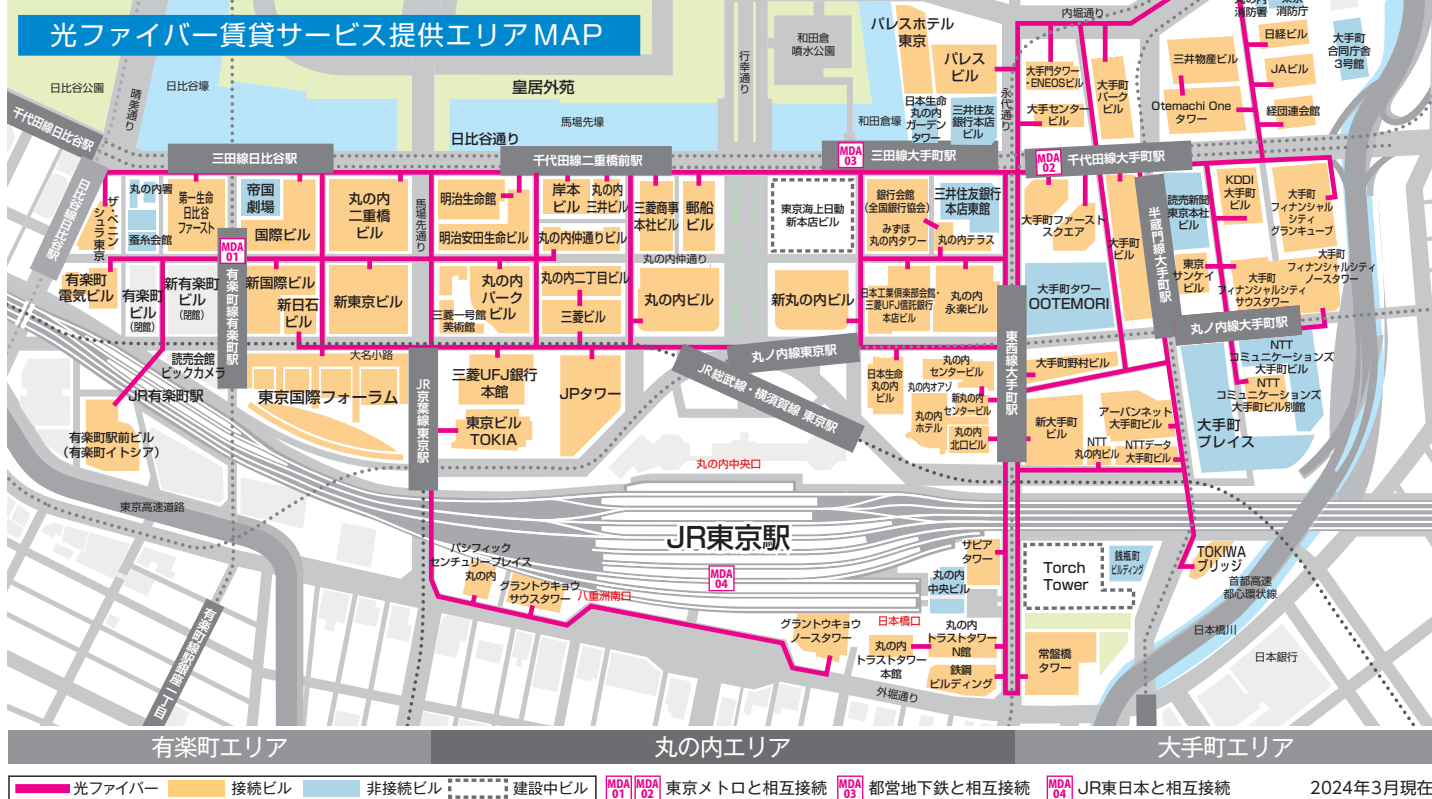 光ファイバー賃貸サービス提供エリアMAP
日比谷公園
晴美通り
日比谷壕
皇居外苑
馬場先壕
日比谷通り
行幸通り
和田倉
噴水公園
和田倉壕
パレスホテル
東京
パレス
ビル
日本生命
丸の内
ガーデン
タワー
三井住友
銀行本店
ビル
永代通り
内堀通り
大手門タワー
・ENEOSビル
大手センター
ビル
大手町
パーク
ビル
三井物産ビル
Otemachi One
タワー
丸の内
消防署
東京
消防庁
日経ビル
JAビル
経団連会館
大手町
合同庁舎
3号館
千代田線日比谷駅
三田線日比谷駅
千代田線二重橋前駅
MDA
03
三田線大手町駅
MDA
02
千代田線大手町駅
日比谷線日比谷駅
ザ・ペニン
シュラ東京
丸の内署
蚕糸会館
第一生命
日比谷
ファースト
帝国
劇場
国際ビル
丸の内
二重橋
ビル
馬場先通り
明治生命館
明治安田生命ビル
岸本
ビル
丸の内
三井ビル
丸の内仲通りビル
三菱商事
本社ビル
郵船
ビル
丸の内仲通り
東京海上日動
新本店ビル
銀行会館
(全国銀行協会)
みずほ
丸の内タワー
三井住友銀行
本店東館
丸の内テラス
大手町ファースト
スクエア
大手町
ビル
半蔵門線大手町駅
読売新聞
東京本社
ビル
KDDI
大手町
ビル
大手町
フィナンシャル
シティ
グランキューブ
東京
サンケイ
ビル
大手町
フィナンシャルシティ
サウスタワー
大手町
フィナンシャルシティ
ノースタワー
MDA
01
有楽町線有楽町駅
有楽町
電気ビル
有楽町
ビル
(閉館)
新有楽町
ビル
(閉館)
新国際ビル
新日石
ビル
新東京ビル
三菱一号館
美術館
丸の内
パーク
ビル
丸の内二丁目ビル
三菱ビル
丸の内ビル
新丸の内ビル
日本工業倶楽部会館・
三菱UFJ信託銀行
本店ビル
丸の内
永楽ビル
東西線大手町駅
大手町タワー
OOTEMORI
丸ノ内線大手町駅
大名小路
丸ノ内線東京駅
JR総武線・横須賀線 東京駅
読売会館
ビックカメラ
JR有楽町駅
有楽町駅前ビル
(有楽町イトシア)
東京国際フォーラム
JR京葉線東京駅
三菱UFJ銀行
本館
東京ビル
TOKIA
JPタワー
日本生命
丸の内
ビル
丸の内
センタービル
丸の内オアゾ
新丸の内
センタービル
丸の内
ホテル
丸の内
北口ビル
大手町野村ビル
新大手町
ビル
アーバンネット
大手町ビル
NTT
丸の内ビル
NTTデータ
大手町ビル
NTT
コミュニケーションズ
大手町ビル
NTT
コミュニケーションズ
大手町ビル別館
大手町
プレイス
丸の内中央口
東京高速道路
JR東京駅
MDA
04
パシフィック
センチュリープレイス
丸の内
グラントウキョウ
サウスタワー
八重洲南口
グラントウキョウ
ノースタワー
サピア
タワー
丸の内
中央ビル
日本橋口
丸の内
トラストタワー
N館
丸の内
トラストタワー
本館
鉄鋼
ビルディング
外堀通り
Torch
Tower
銭瓶町
ビルディング
TOKIWA
ブリッジ
首都高速
都心環状線
日本橋川
日本銀行
常盤橋
タワー
有楽町線銀座一丁目駅
有楽町エリア
丸の内エリア
大手町エリア
光ファイバー 接続ビル 非接続ビル 建設中ビル
MDA 01 MDA 02 東京メトロと相互接続 MDA 03 都営地下鉄と相互接続 MDA 04 JR東日本と相互接続
2024年3月現在